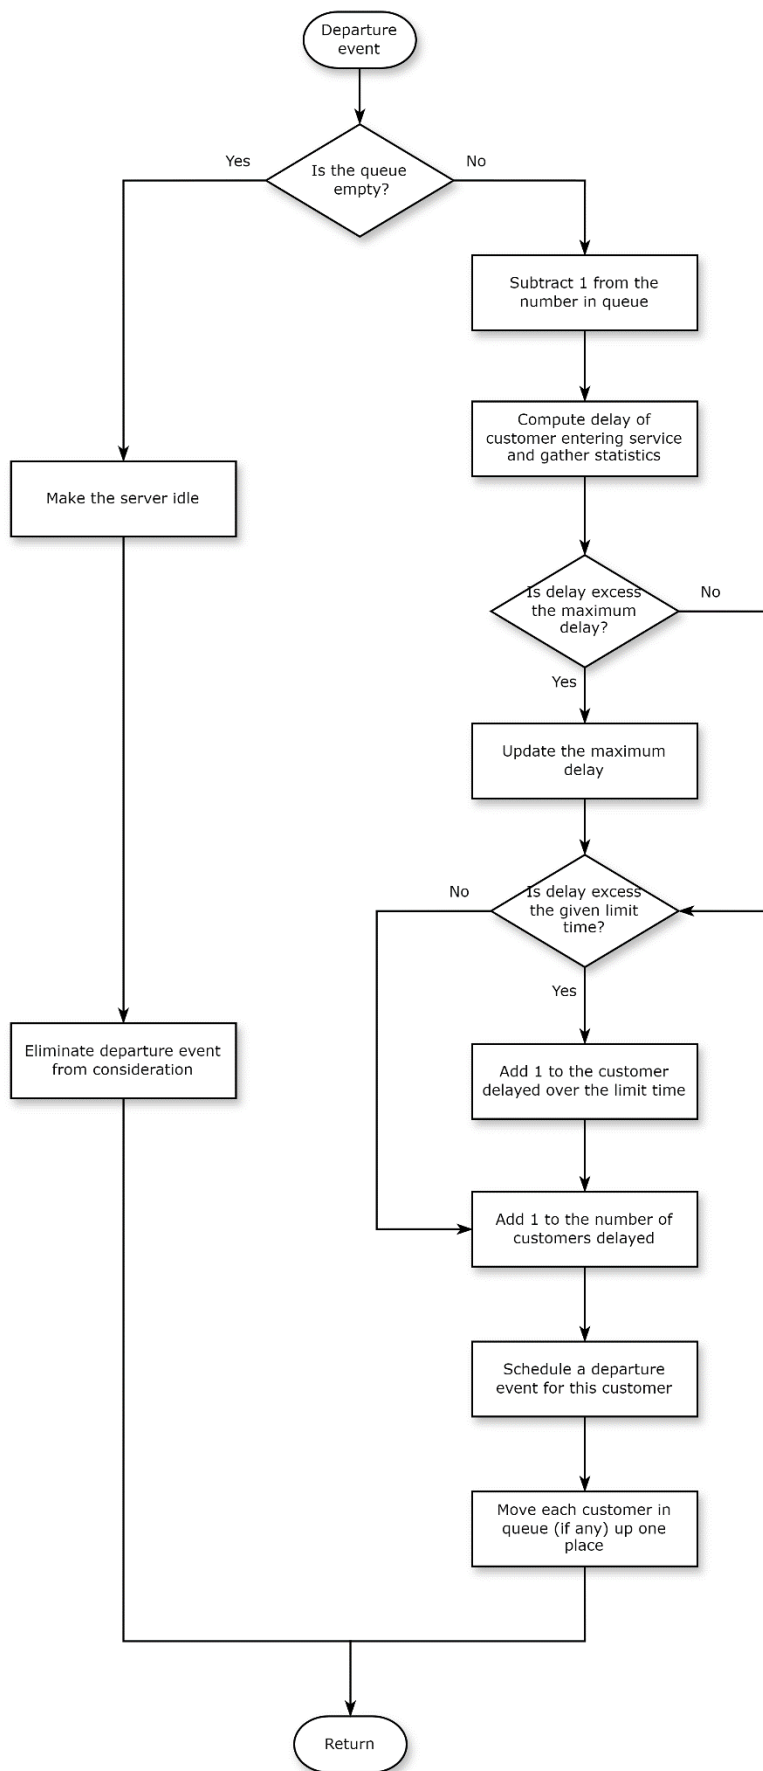 Departure
event
Is the queue
empty?
Yes
No
Subtract 1 from the
number in queue
Compute delay of
customer entering service
and gather statistics
Make the server idle
Is delay excess
the maximum
delay?
No
Yes
Update the maximum
delay
Is delay excess
the given limit
time?
No
Yes
Eliminate departure event
from consideration
Add 1 to the customer
delayed over the limit time
Add 1 to the number of
customers delayed
Schedule a departure
event for this customer
Move each customer in
queue (if any) up one
place
Return